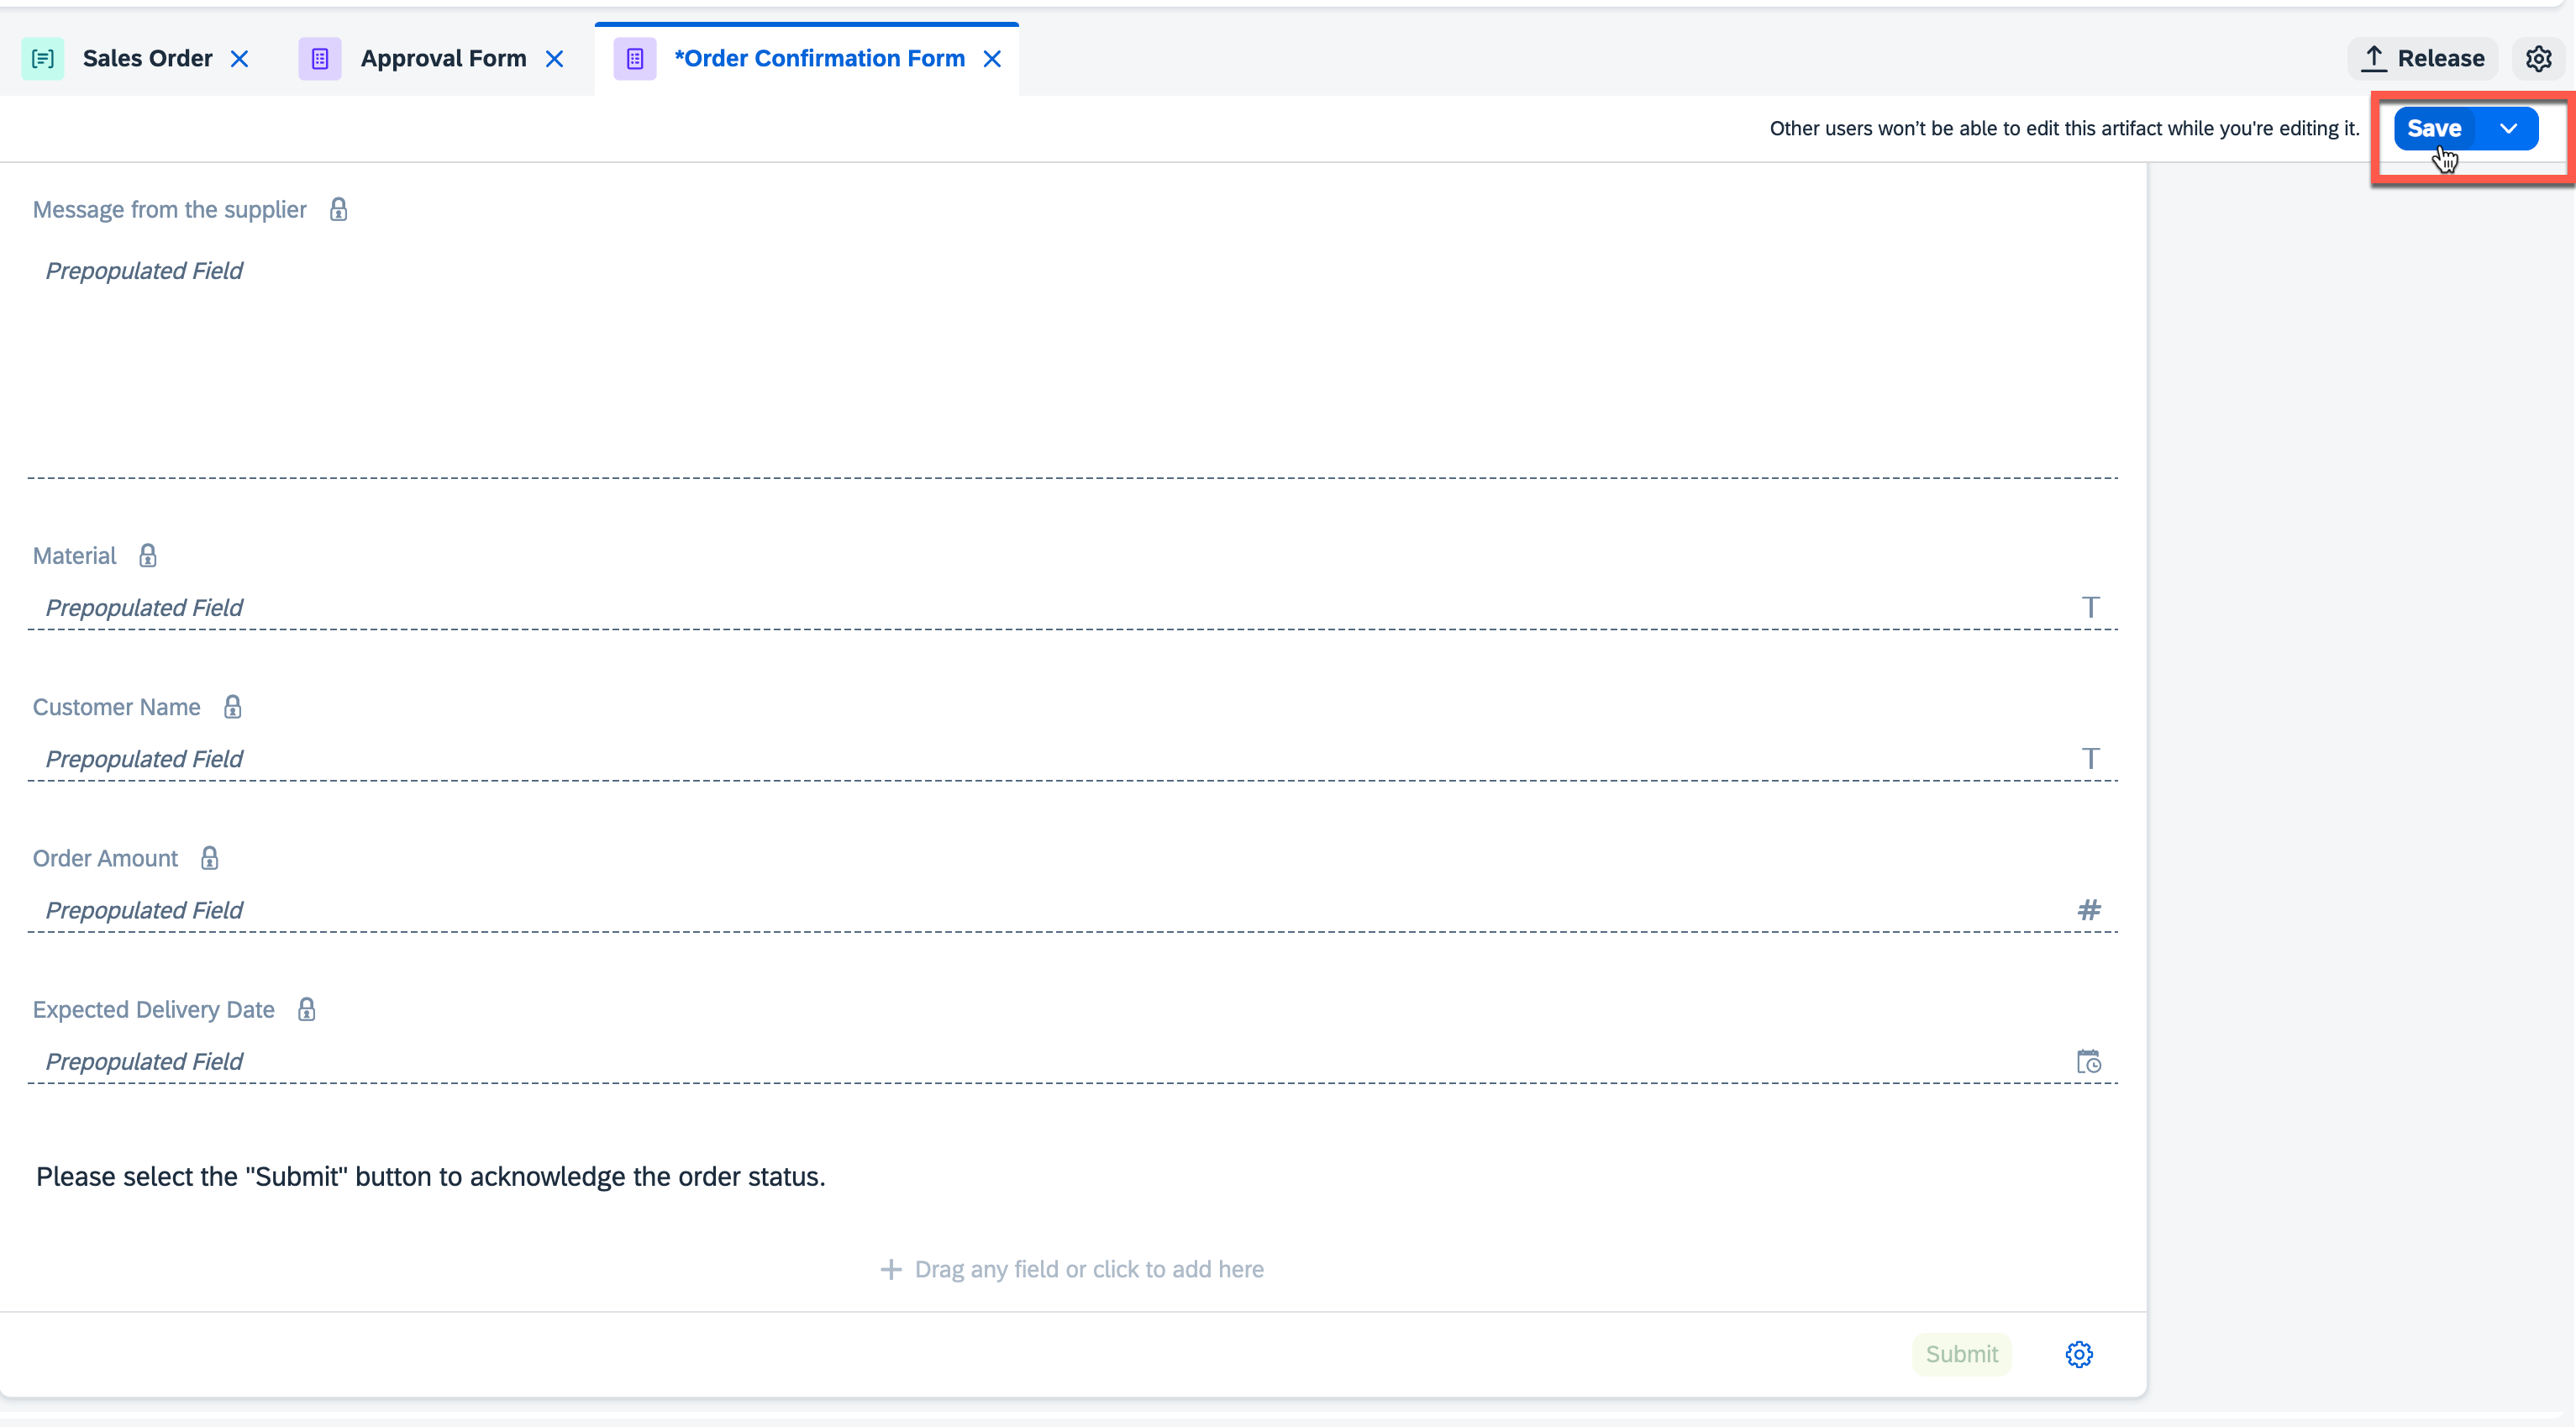 Sales Order
Approval Form
*Order Confirmation Form
Release
Other users won't be able to edit this artifact while you're editing it.
Save
Message from the supplier
Prepopulated Field
Material
Prepopulated Field
T
Customer Name
Prepopulated Field
T
Order Amount
Prepopulated Field
#
Expected Delivery Date
Prepopulated Field
Please select the "Submit" button to acknowledge the order status.
+ Drag any field or click to add here
Submit